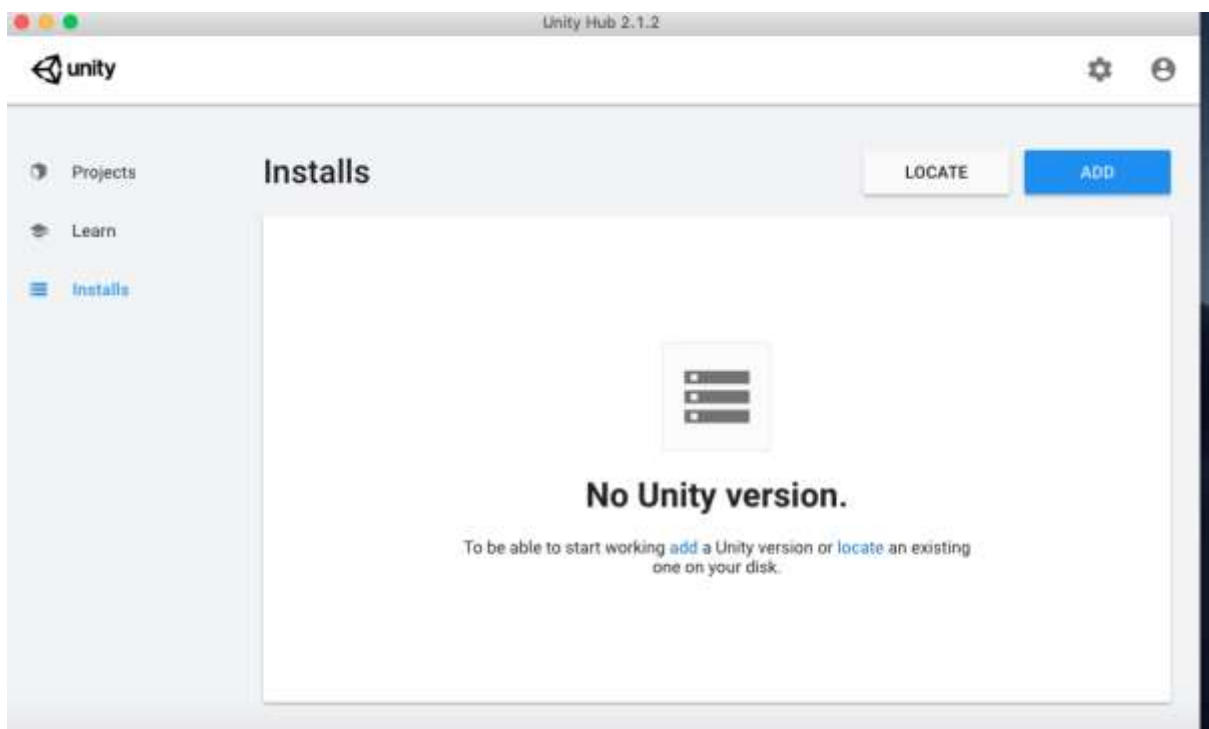 Unity Hub 2.1.2
unity
Projects
Learn
Installs
Installs
LOCATE
ADD
No Unity version.
To be able to start working add a Unity version or locate an existing
one on your disk.